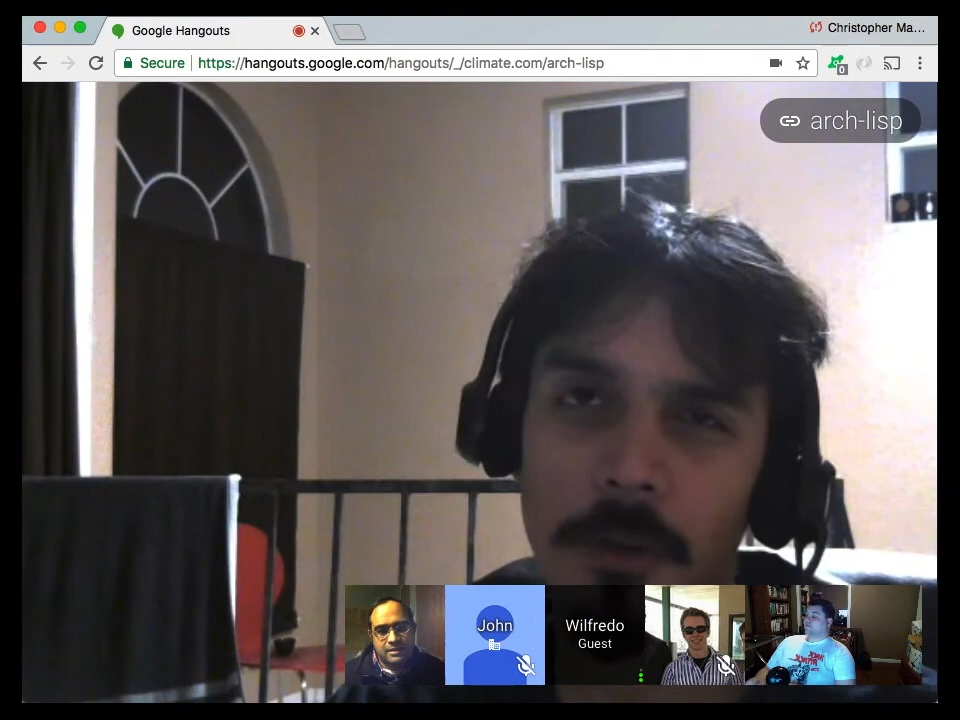 Google Hangouts
Christopher Ma...
Secure
https://hangouts.google.com/hangouts/_/climate.com/arch-lisp
0
arch-lisp
John
Wilfredo
Guest